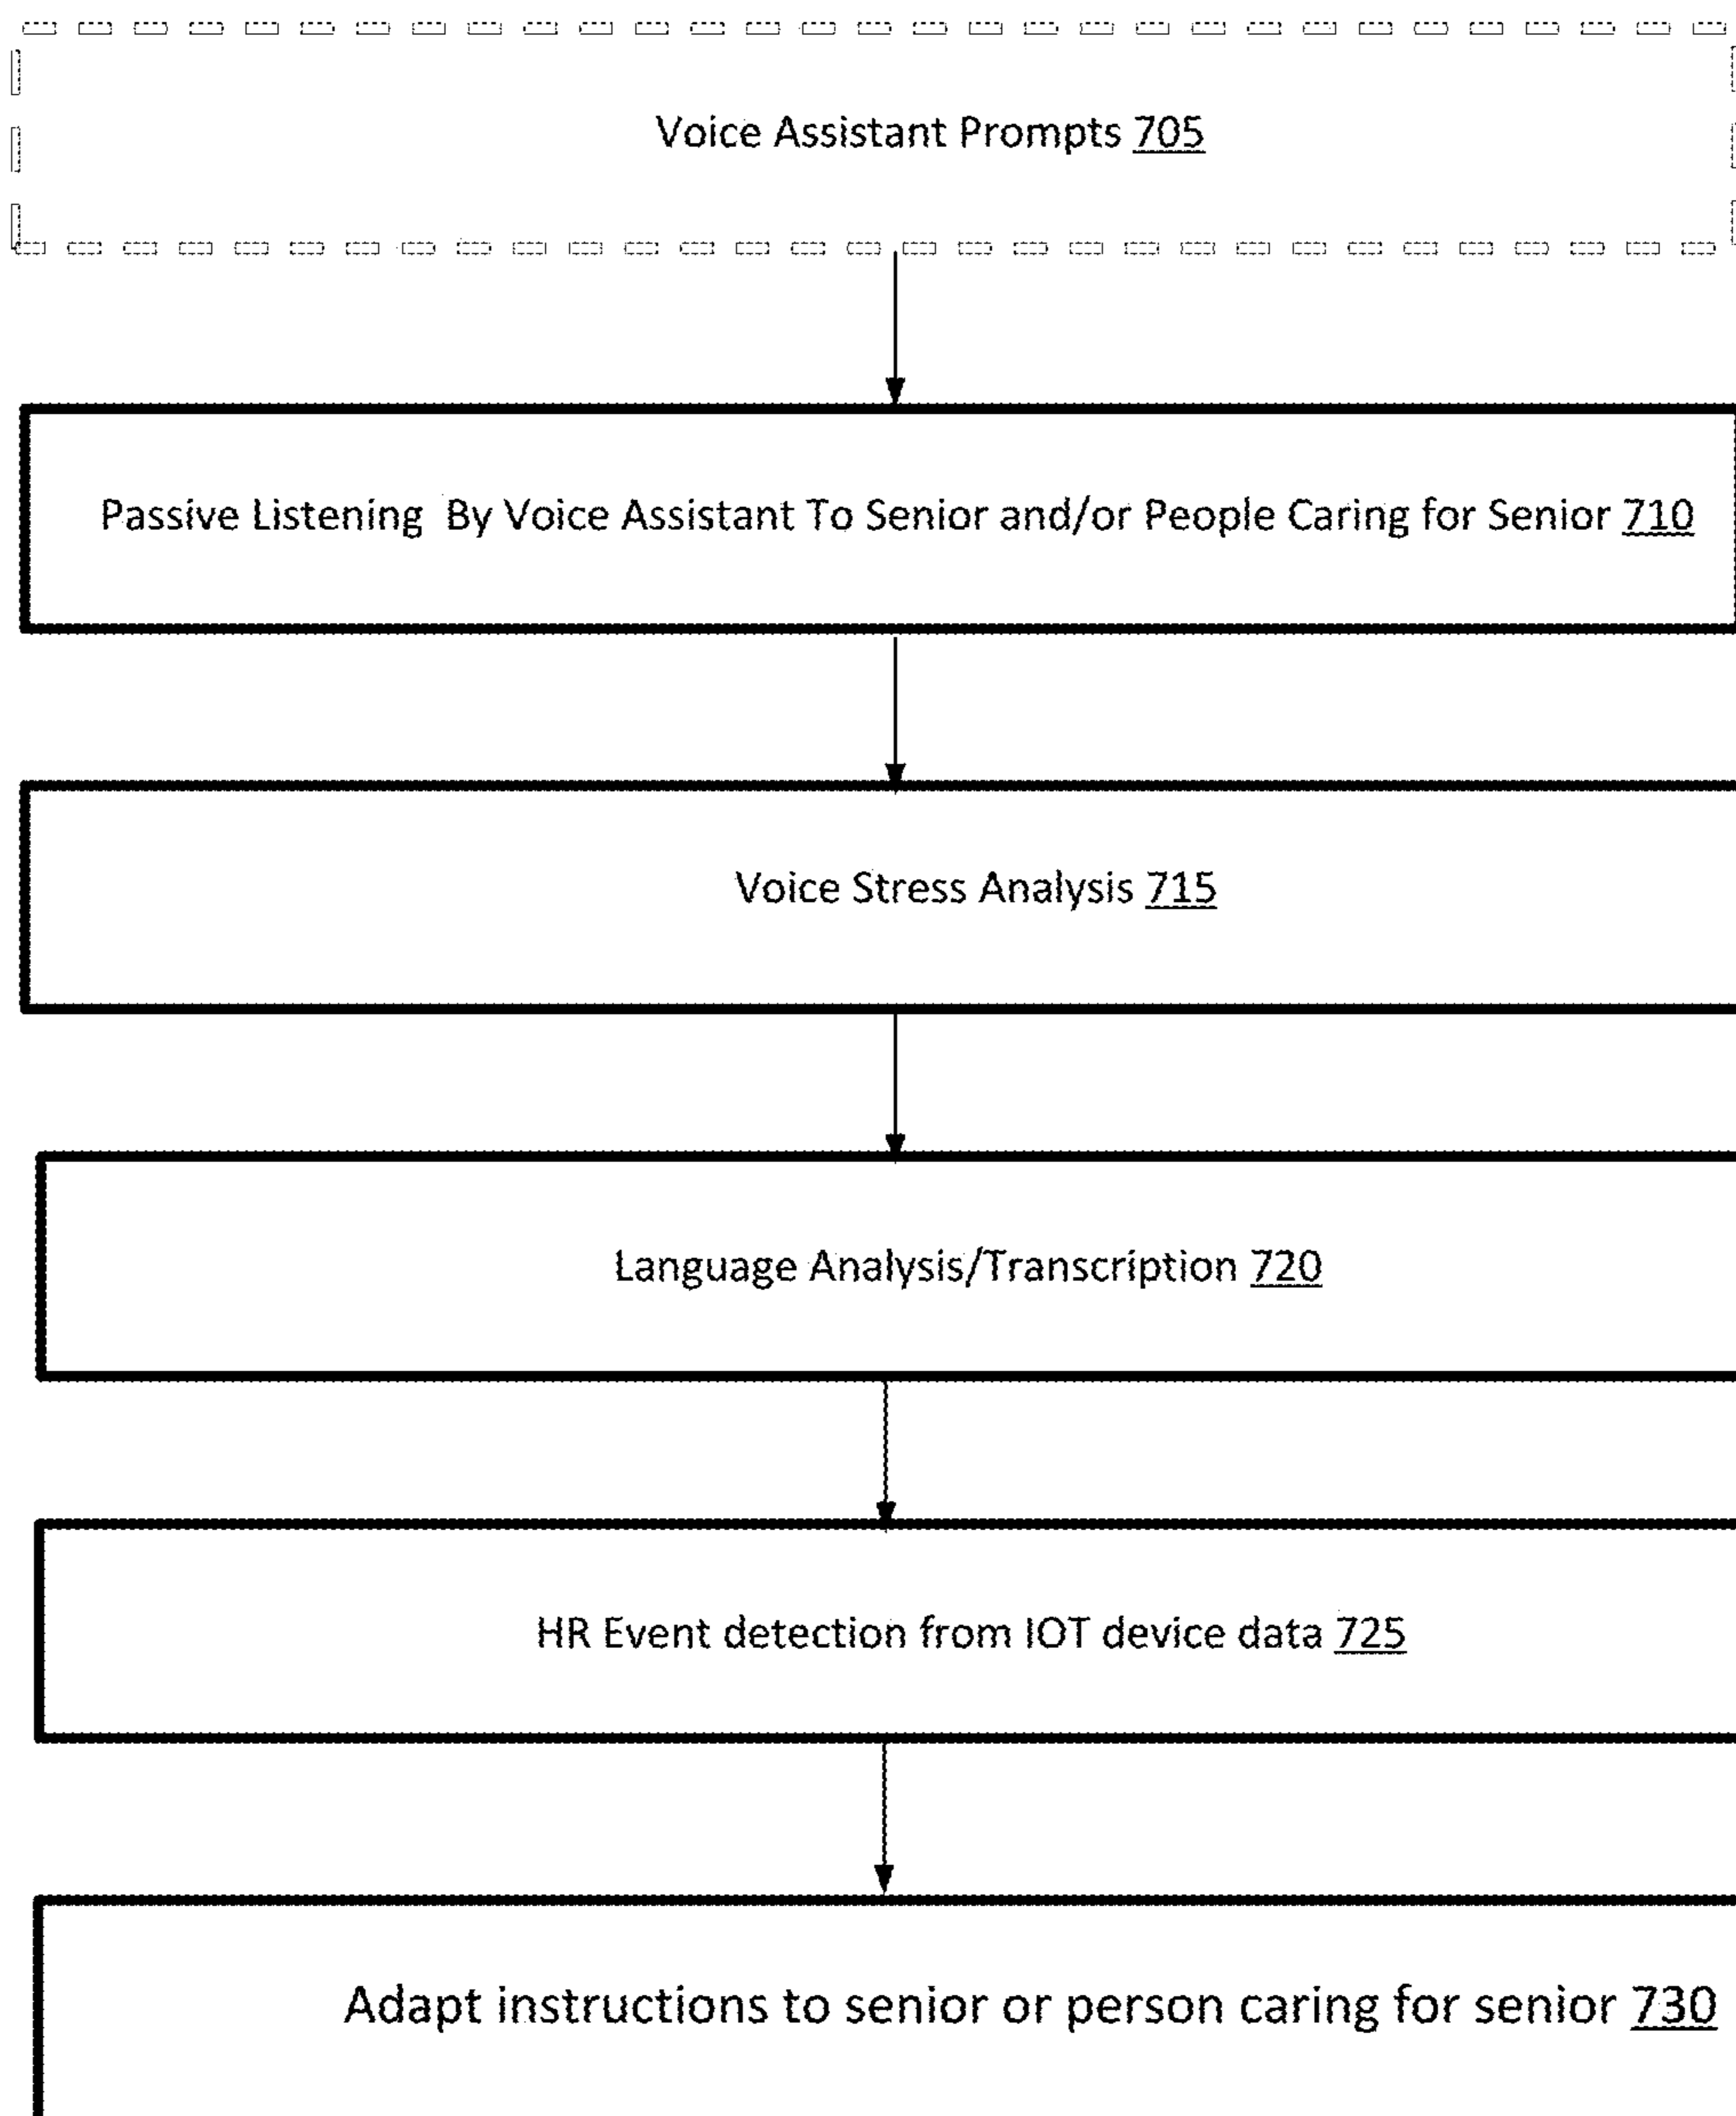 Voice Assistant Prompts 705
Passive Listening By Voice Assistant To Senior and/or People Caring for Senior 710
Voice Stress Analysis 715
Language Analysis/Transcription 720
HR Event detection from IOT device data 725
Adapt instructions to senior or person caring for senior 730